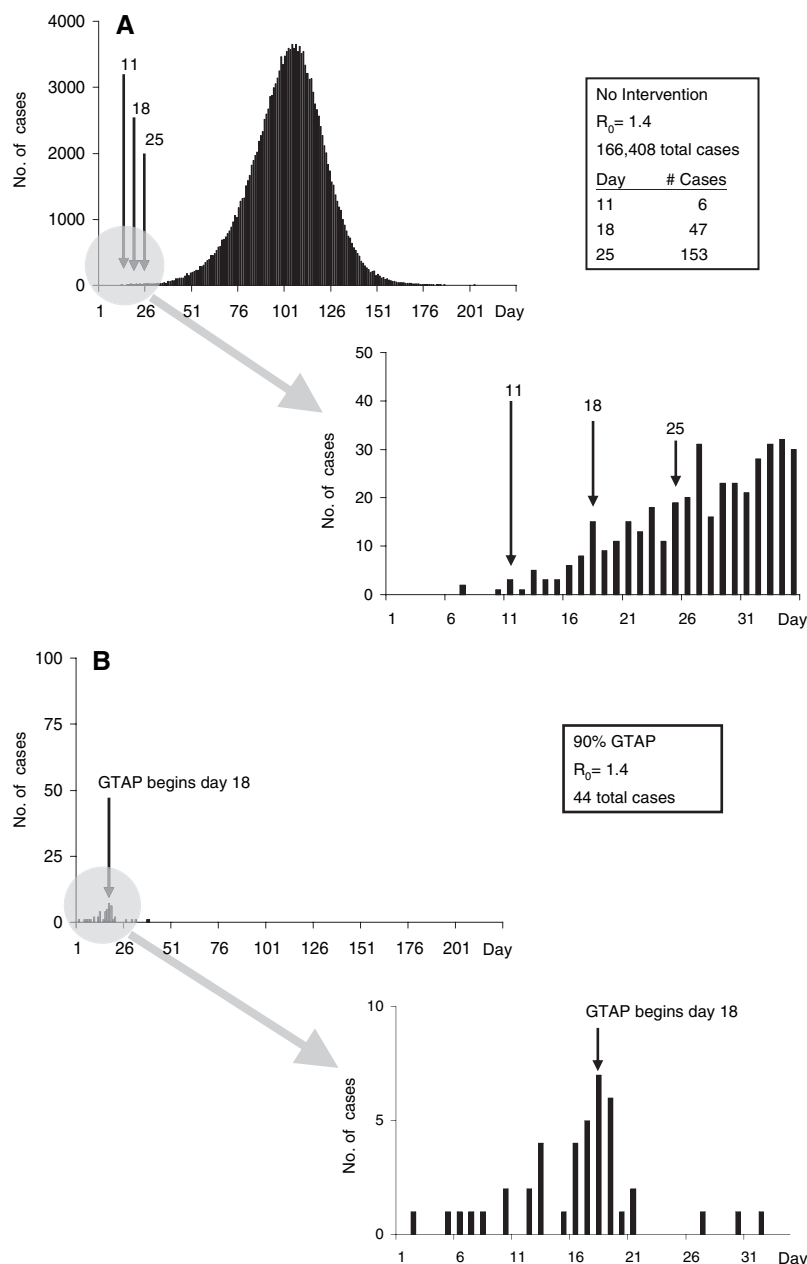 A
4000
3000
2000
1000
0
No. of cases
11
18
25
1 26 51 76 101 126 151 176 201 Day
No Intervention
R0= 1.4
166,408 total cases
Day # Cases
11 6
18 47
25 153
50
40
30
20
10
0
No. of cases
11
18
25
1 6 11 16 21 26 31 Day
B
100
75
50
25
0
No. of cases
GTAP begins day 18
1 26 51 76 101 126 151 176 201 Day
90% GTAP
R0= 1.4
44 total cases
10
5
0
No. of cases
GTAP begins day 18
1 6 11 16 21 26 31 Day